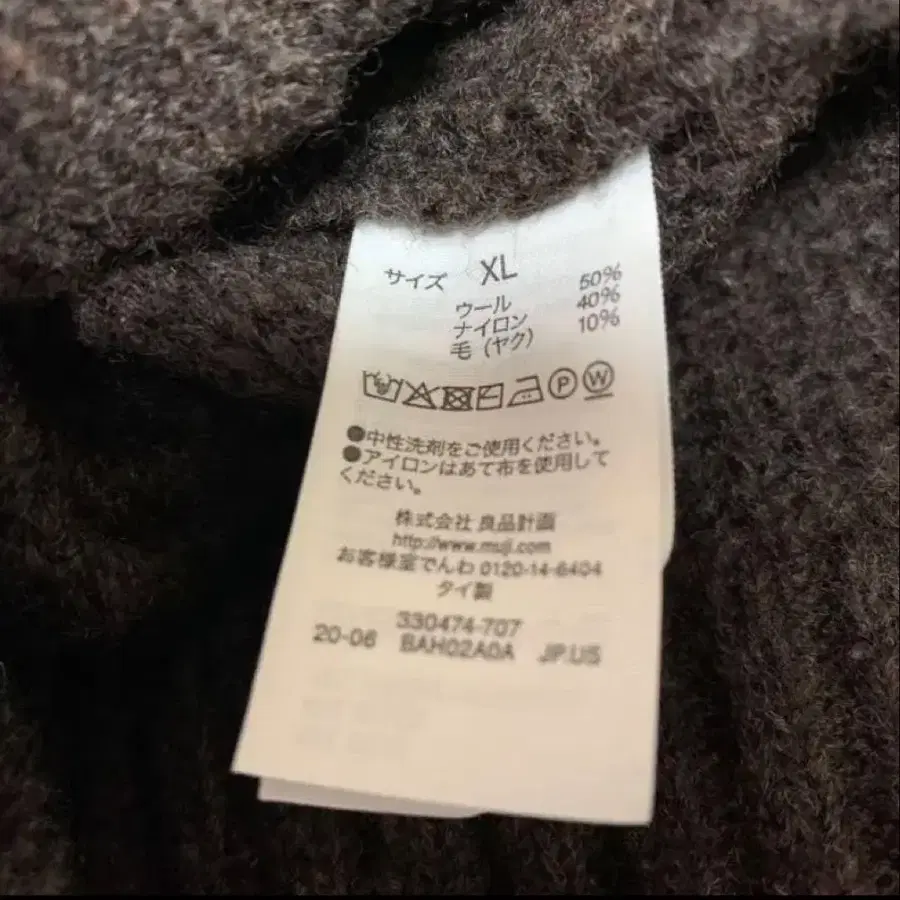 サイズ XL
ウール 50%
ナイロン 40%
毛 (ヤク) 10%
P W
●中性洗剤をご使用ください。
●アイロンはあて布を使用して
ください。
株式会社 良品計画
http://www.muji.com
お客様室でんわ 0120-14-6404
タイ製
330474-707
20-06 BAH02A0A JP.US